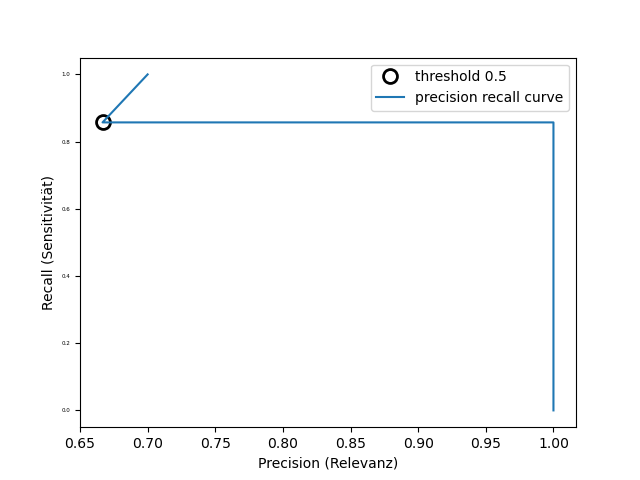 threshold 0.5
precision recall curve
1.0
0.8
0.6
0.4
0.2
0.0
Recall (Sensitivität)
0.65 0.70 0.75 0.80 0.85 0.90 0.95 1.00
Precision (Relevanz)